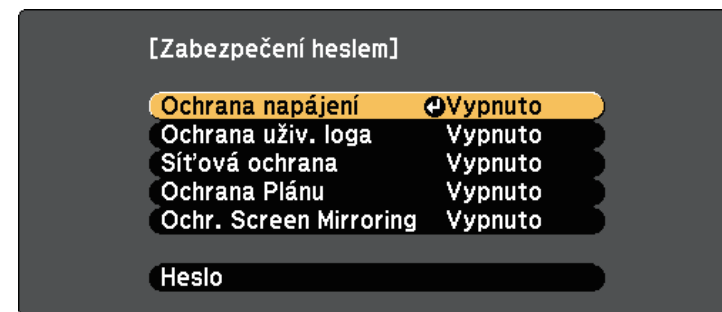 [Zabezpečení heslem]
Ochrana napájení Vypnuto
Ochrana uživ. loga Vypnuto
Síťová ochrana Vypnuto
Ochrana Plánu Vypnuto
Ochr. Screen Mirroring Vypnuto
Heslo